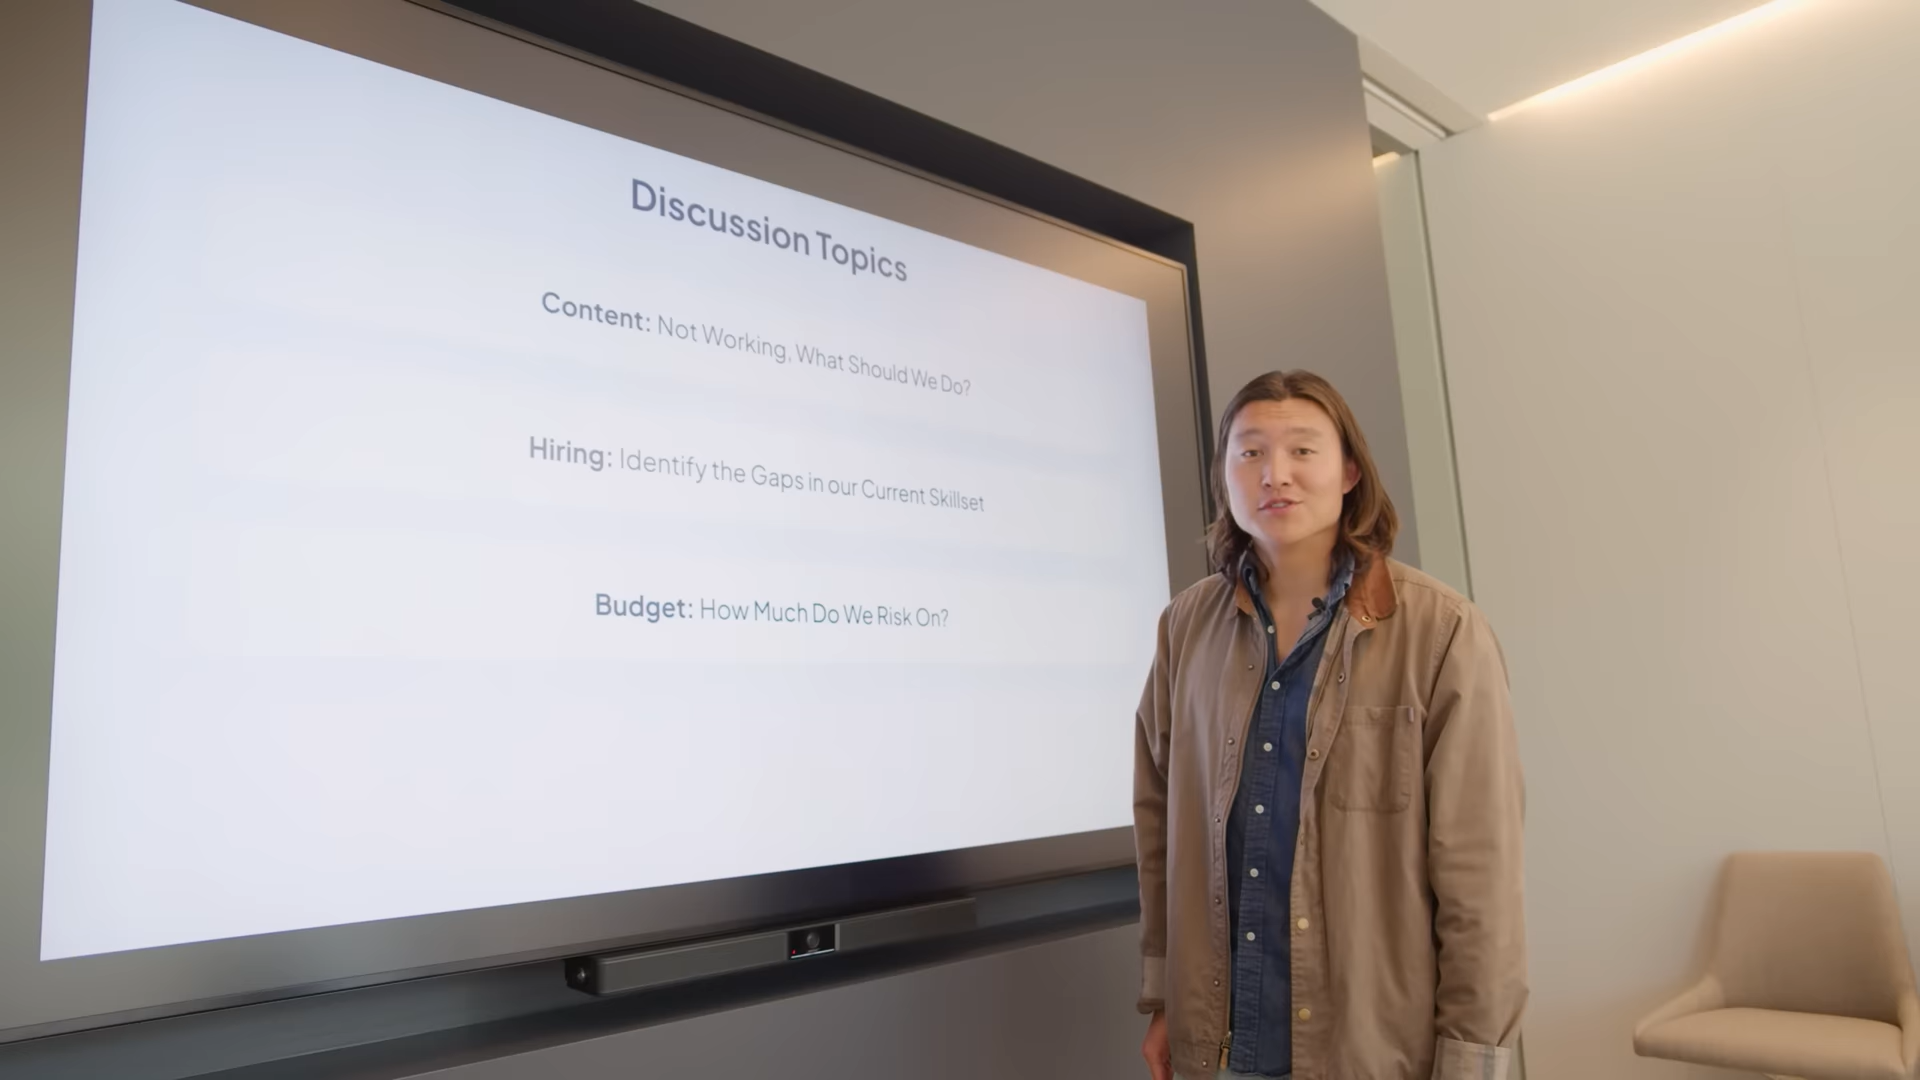 Discussion Topics
Content: Not Working, What Should We Do?
Hiring: Identify the Gaps in our Current Skillset
Budget: How Much Do We Risk On?